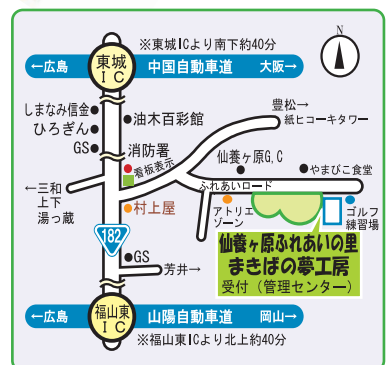 ※東城ICより南下約40分
N
←広島
東城
IC
中国自動車道
大阪→
しまなみ信金
ひろぎん
GS
油木百彩館
豊松→
紙ヒコーキタワー
消防署
看板表示
仙養ヶ原G,C
やまびこ食堂
←三和
上下
湯っ蔵
ふれあいロード
村上屋
アトリエ
ゾーン
ゴルフ
練習場
182
仙養ヶ原ふれあいの里
まきばの夢工房
受付（管理センター）
GS
芳井→
←広島
福山東
IC
山陽自動車道
岡山→
※福山東ICより北上約40分